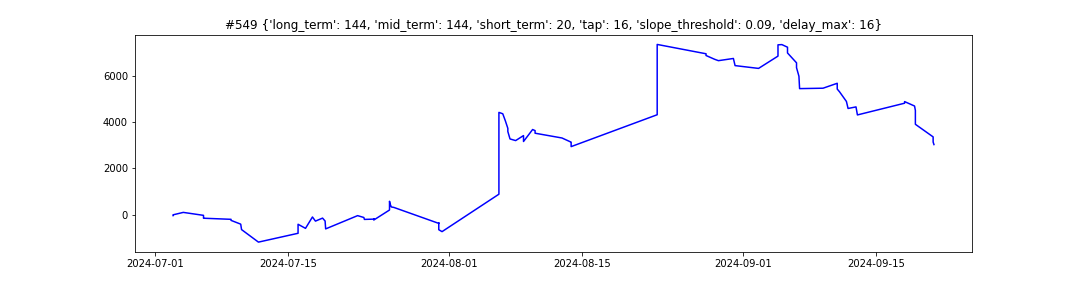 #549 {'long_term': 144, 'mid_term': 144, 'short_term': 20, 'tap': 16, 'slope_threshold': 0.09, 'delay_max': 16}
6000
4000
2000
0
2024-07-01 2024-07-15 2024-08-01 2024-08-15 2024-09-01 2024-09-15